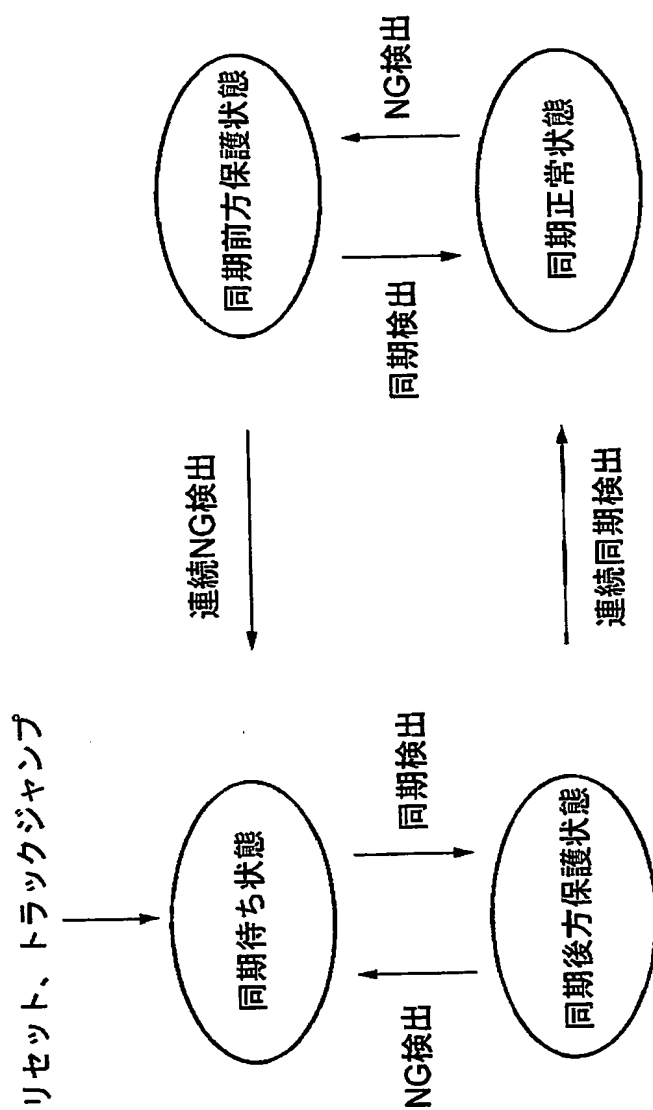 リセット、トラックジャンプ
同期待ち状態
連続NG検出
同期前方保護状態
NG検出
同期検出
同期検出
NG検出
同期後方保護状態
連続同期検出
同期正常状態